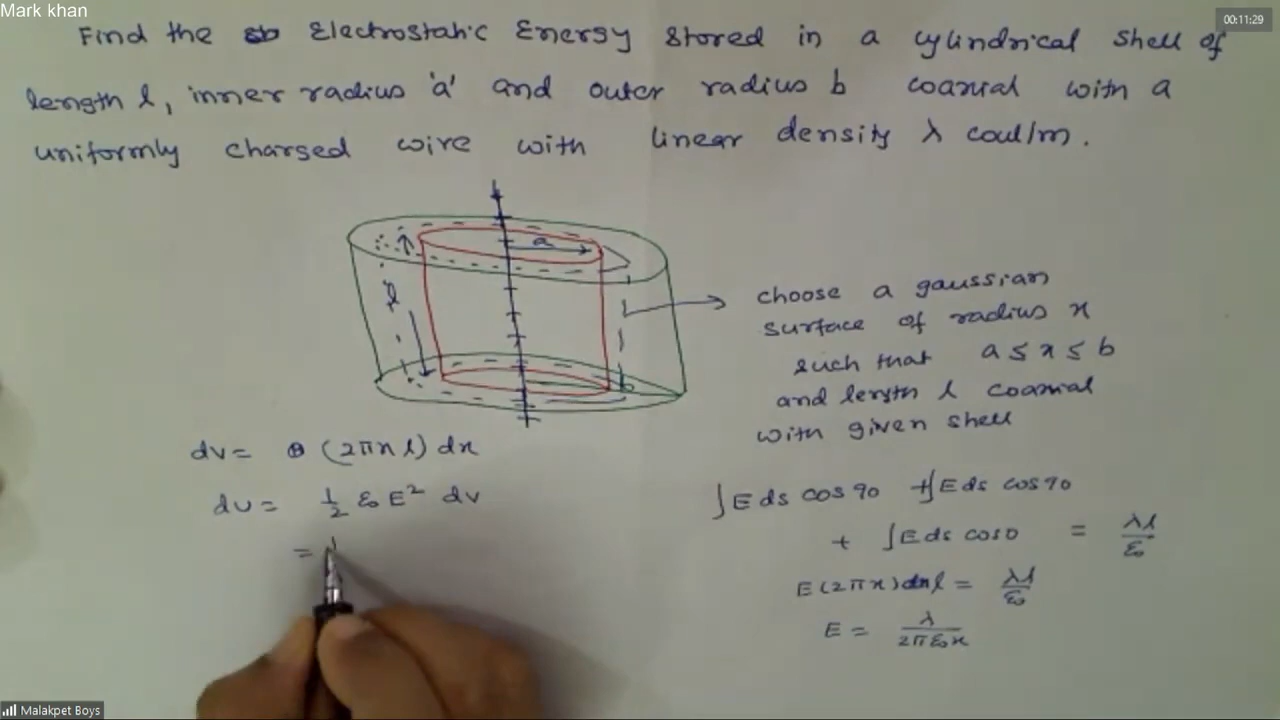 Mark khan
00:11:29
Find the Electrostatic Energy stored in a cylindrical shell of
length l, inner radius 'a' and outer radius b coaxial with a
uniformly charsed wire with linear density λ coul/m.
a
l
choose a gaussian
surface of radius x
such that a ≤ x ≤ b
and length l coaxial
with given shell
dv = (2πx l) dx
du = 1/2 ε₀ E² dv
=
∫E ds cos 90 + ∫E ds cos 90
+ ∫E ds cos 0 = λl/ε₀
E (2πx) l = λl/ε₀
E = λ/2πε₀x
Malakpet Boys